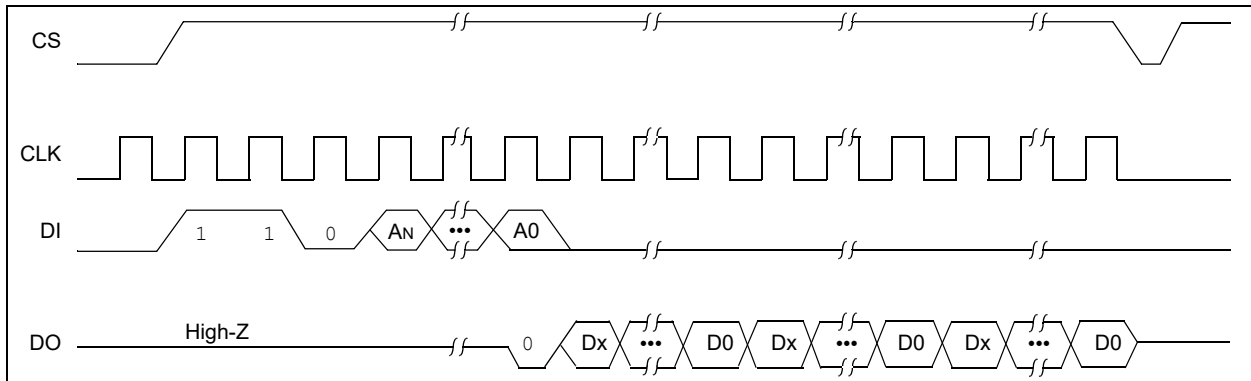 CS
CLK
DI 1 1 0 AN ••• A0
High-Z
DO 0 Dx ••• D0 Dx ••• D0 Dx ••• D0